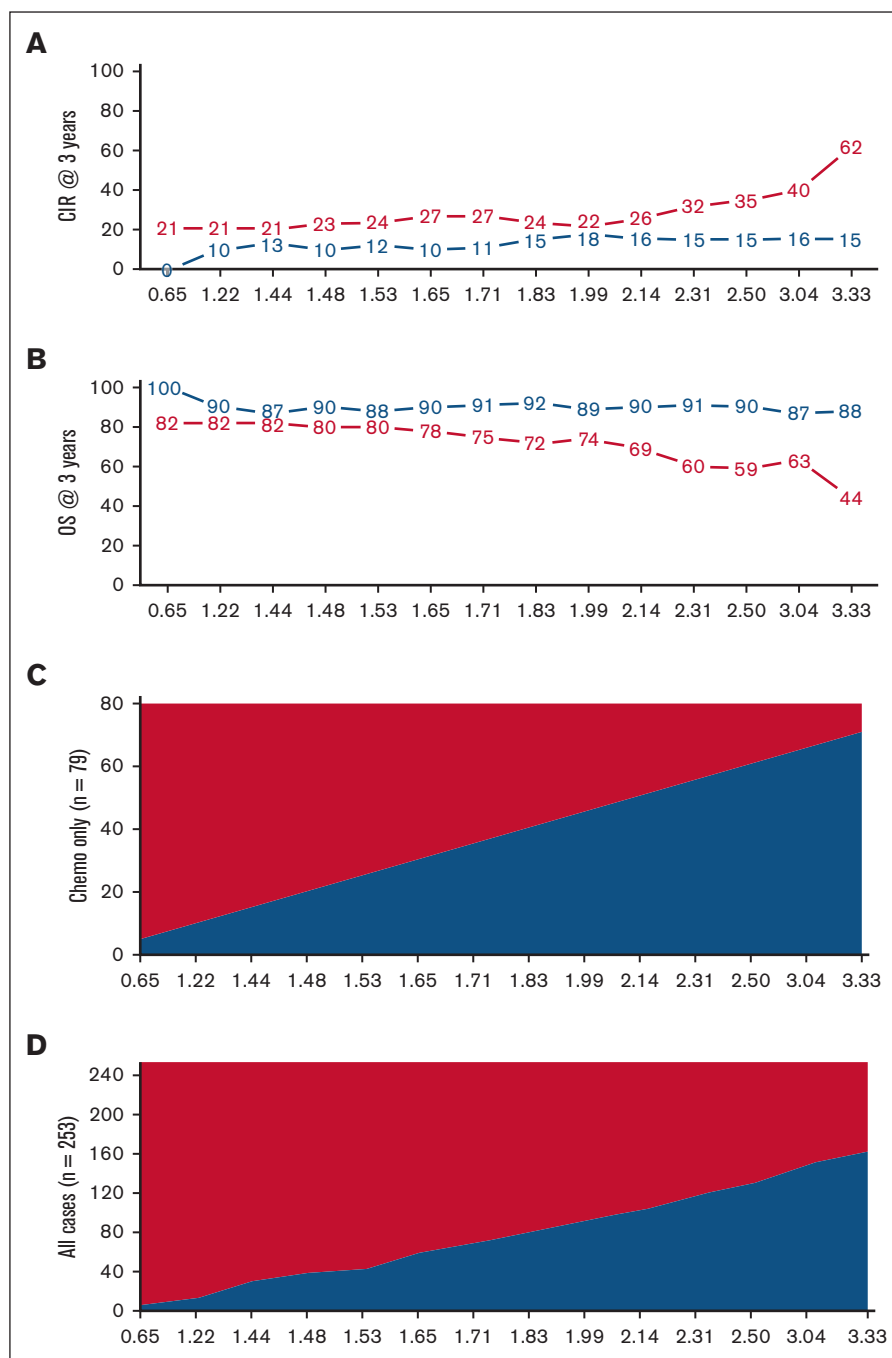 A
CIR @ 3 years
100
80
60
40
20
0
21 21 21 23 24 27 27 24 22 26 32 35 40 62
0 10 13 10 12 10 11 15 18 16 15 15 16 15
0.65 1.22 1.44 1.48 1.53 1.65 1.71 1.83 1.99 2.14 2.31 2.50 3.04 3.33
B
OS @ 3 years
100
80
60
40
20
0
100 90 87 90 88 90 91 92 89 90 91 90 87 88
82 82 82 80 80 78 75 72 74 69 60 59 63 44
0.65 1.22 1.44 1.48 1.53 1.65 1.71 1.83 1.99 2.14 2.31 2.50 3.04 3.33
C
Chemo only (n = 79)
80
60
40
20
0
0.65 1.22 1.44 1.48 1.53 1.65 1.71 1.83 1.99 2.14 2.31 2.50 3.04 3.33
D
All cases (n = 253)
240
200
160
120
80
40
0
0.65 1.22 1.44 1.48 1.53 1.65 1.71 1.83 1.99 2.14 2.31 2.50 3.04 3.33